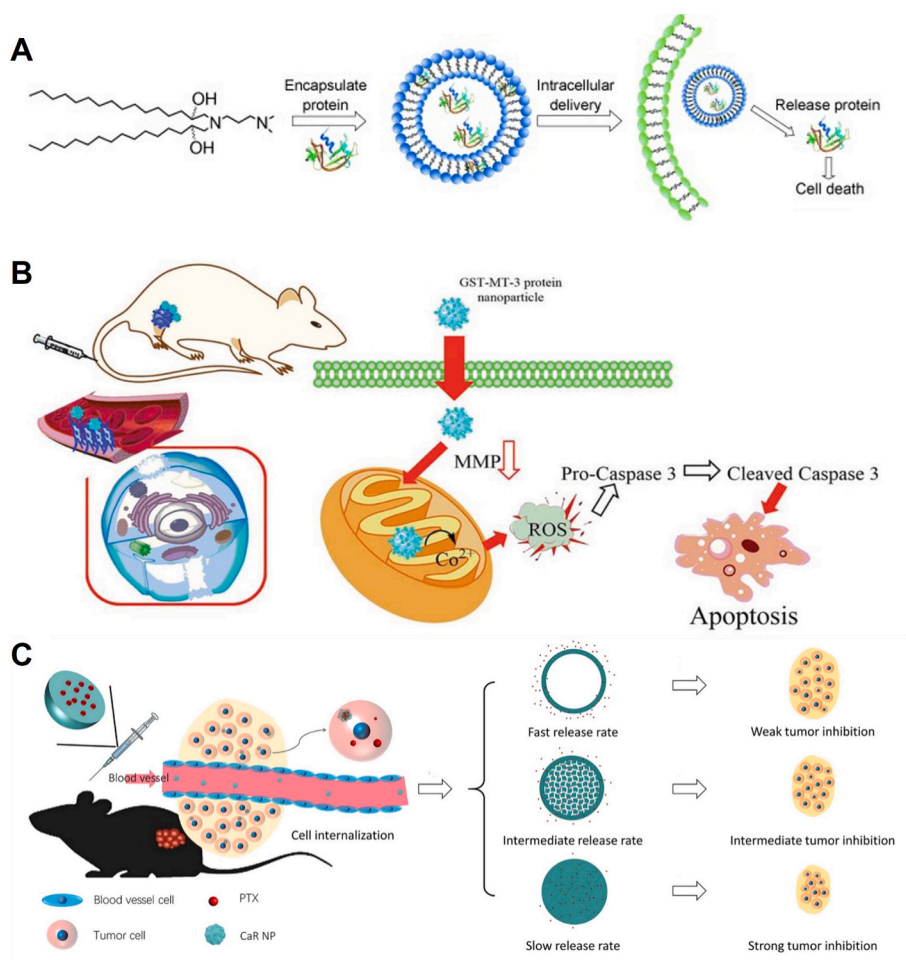 A
OH
N
N
OH
Encapsulate
protein
Intracellular
delivery
Release protein
Cell death
B
GST-MT-3 protein
nanoparticle
MMP
Co2+
ROS
Pro-Caspase 3
Cleaved Caspase 3
Apoptosis
C
Blood vessel
Cell internalization
Blood vessel cell
PTX
Tumor cell
CaR NP
Fast release rate
Weak tumor inhibition
Intermediate release rate
Intermediate tumor inhibition
Slow release rate
Strong tumor inhibition